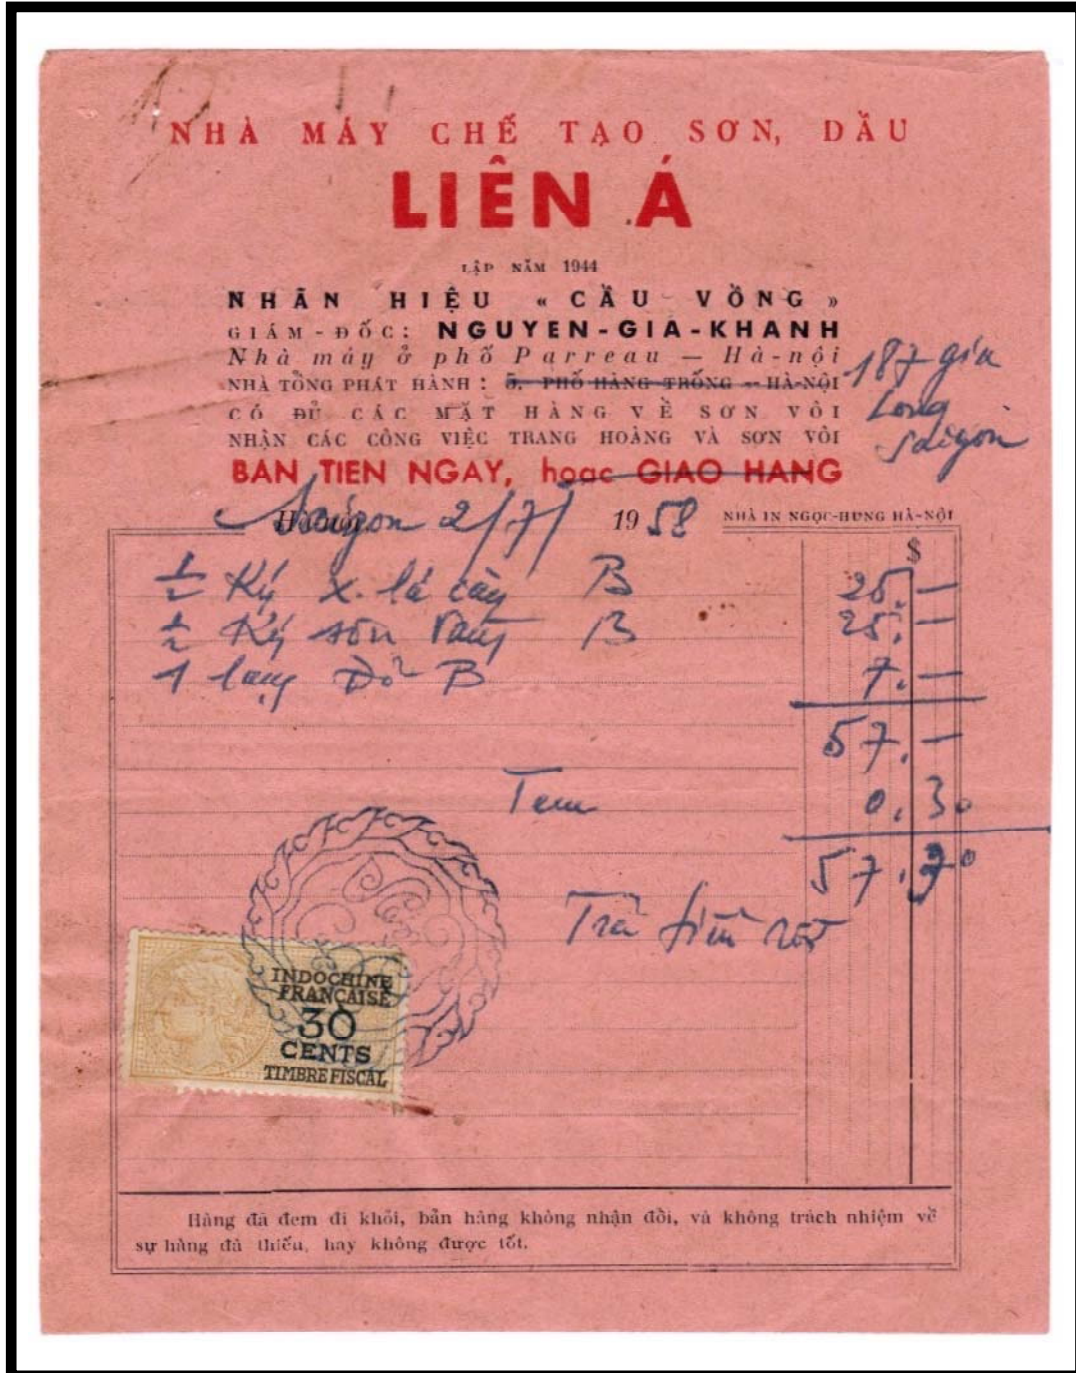 NHÀ MÁY CHẾ TẠO SƠN, DẦU
LIÊN Á
LẬP NĂM 1944
NHÃN HIỆU « CẦU VỒNG »
GIÁM-ĐỐC: NGUYEN-GIA-KHANH
Nhà máy ở phố Parreau — Hà-nội
NHÀ TỔNG PHÁT HÀNH : 5. PHỐ HÀNG TRỐNG — HÀ-NỘI
187 gia Long Saigon
CÓ ĐỦ CÁC MẶT HÀNG VỀ SƠN VÔI
NHẬN CÁC CÔNG VIỆC TRANG HOÀNG VÀ SƠN VÔI
BAN TIEN NGAY, hoac GIAO HANG
Saigon 2/7/ 1958
NHÀ IN NGỌC-HƯNG HÀ-NỘI
$
1/2 Ký x. lá cây B 25. —
1/2 Ký sơn vàng B 25. —
1 lạng Đỏ B 7. —
57. —
Tem 0.30
57.30
Trả tiền rồi
INDOCHINE
FRANÇAISE
30
CENTS
TIMBRE FISCAL
Hàng đã đem đi khỏi, bản hàng không nhận đổi, và không trách nhiệm về
sự hàng đã thiếu, hay không được tốt.